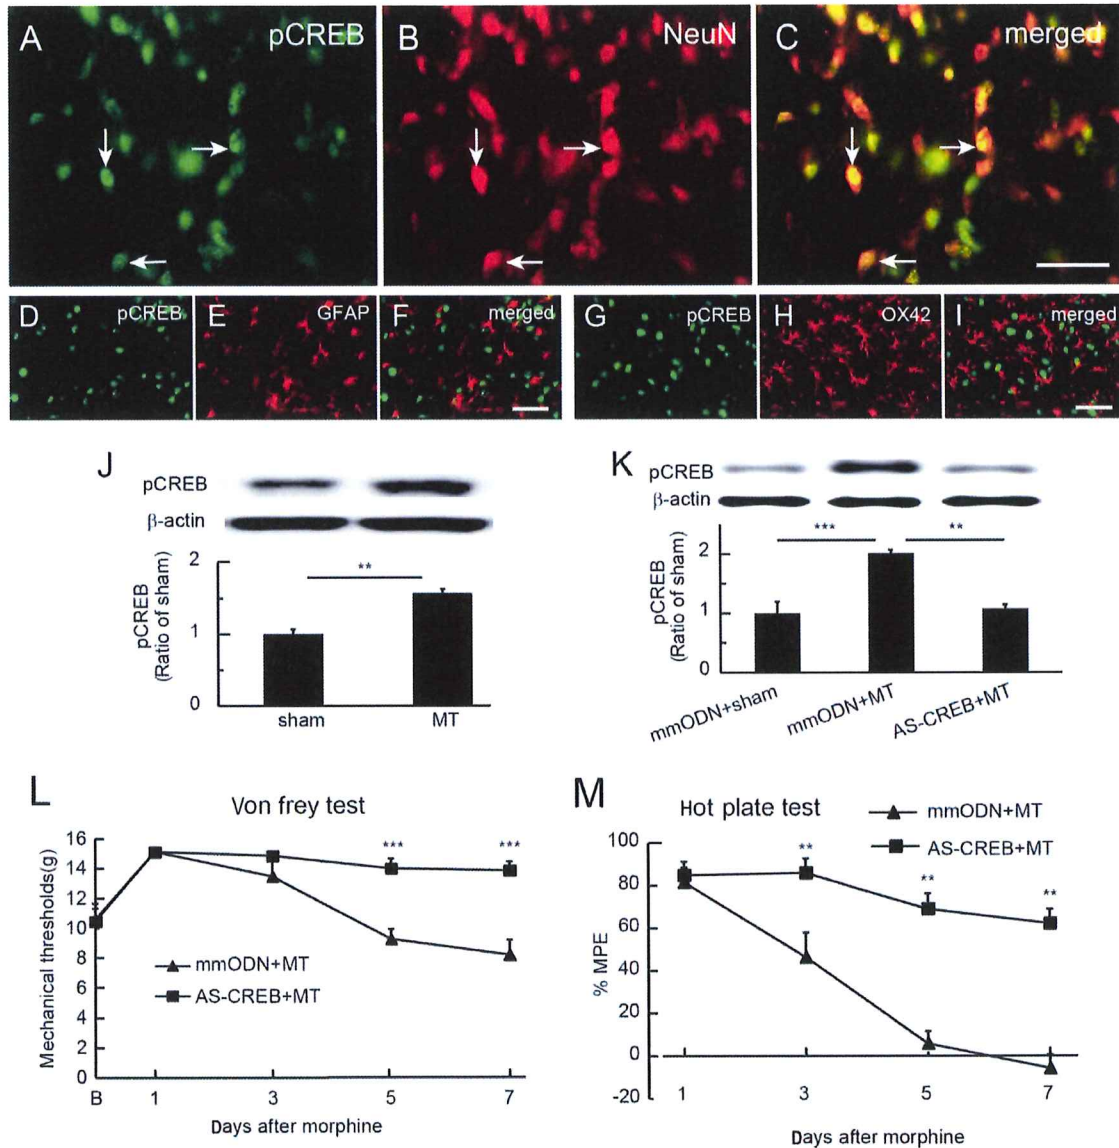 A pCREB B NeuN C merged
D pCREB E GFAP F merged G pCREB H OX42 I merged
J
pCREB
β-actin
**
pCREB
(Ratio of sham)
2
1
0
sham MT
K
pCREB
β-actin
*** **
pCREB
(Ratio of sham)
2
1
0
mmODN+sham mmODN+MT AS-CREB+MT
L
Von frey test
Mechanical thresholds(g)
16
14
12
10
8
6
4
2
0
*** ***
mmODN+MT
AS-CREB+MT
B 1 3 5 7
Days after morphine
M
Hot plate test
mmODN+MT
AS-CREB+MT
% MPE
100
80
60
40
20
0
-20
** ** **
1 3 5 7
Days after morphine